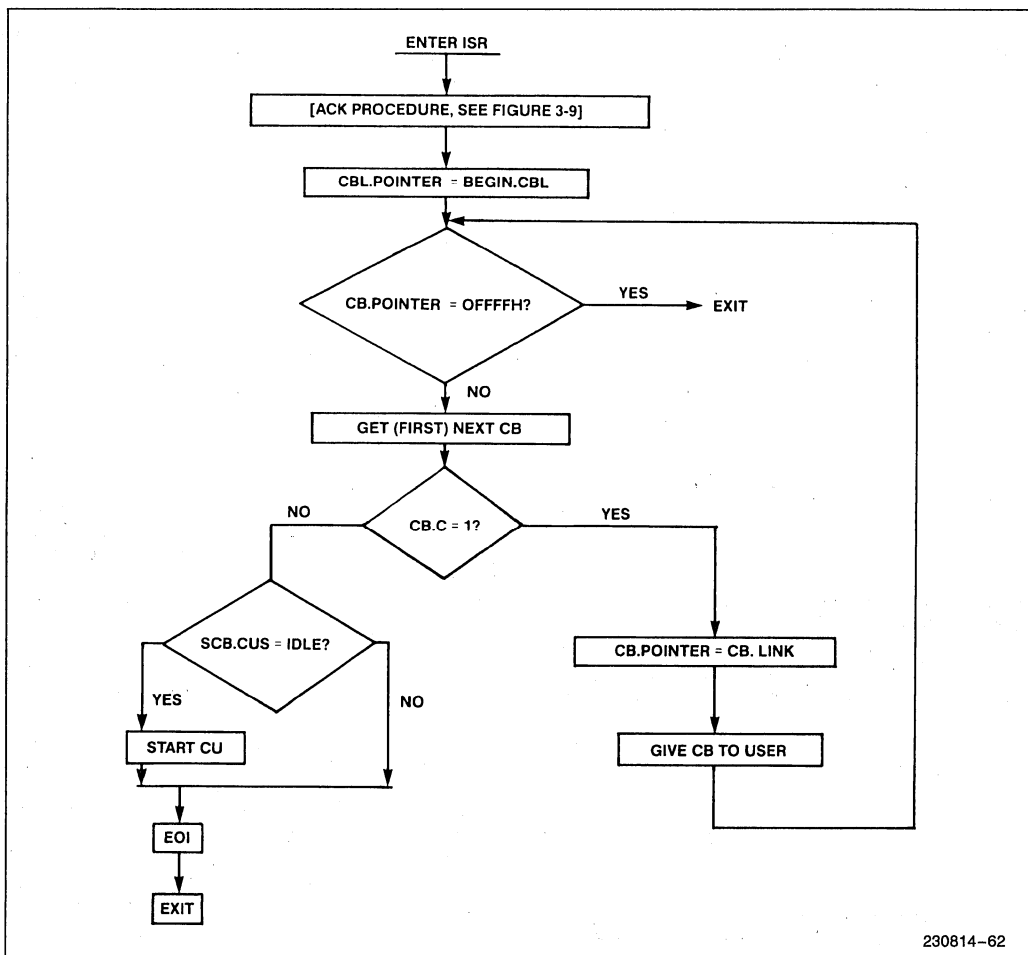 ENTER ISR
[ACK PROCEDURE, SEE FIGURE 3-9]
CBL.POINTER = BEGIN.CBL
CB.POINTER = OFFFFH?
YES
EXIT
NO
GET (FIRST) NEXT CB
CB.C = 1?
NO
YES
SCB.CUS = IDLE?
YES
NO
START CU
EOI
EXIT
CB.POINTER = CB. LINK
GIVE CB TO USER
230814-62